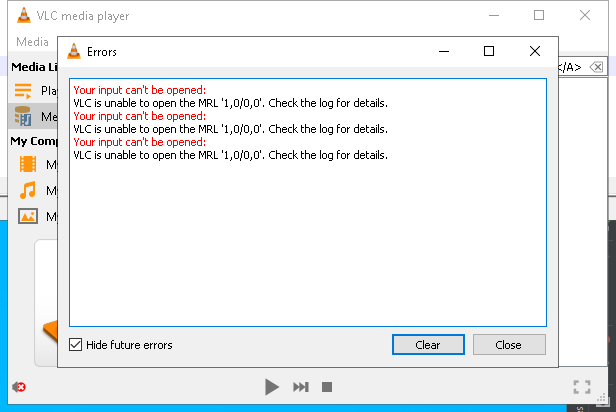 VLC media player
Media
Errors
Media Li
</A>
Your input can't be opened:
VLC is unable to open the MRL '1,0/0,0'. Check the log for details.
Your input can't be opened:
VLC is unable to open the MRL '1,0/0,0'. Check the log for details.
Your input can't be opened:
VLC is unable to open the MRL '1,0/0,0'. Check the log for details.
Pla
Me
My Comp
My
My
My
Hide future errors
Clear
Close